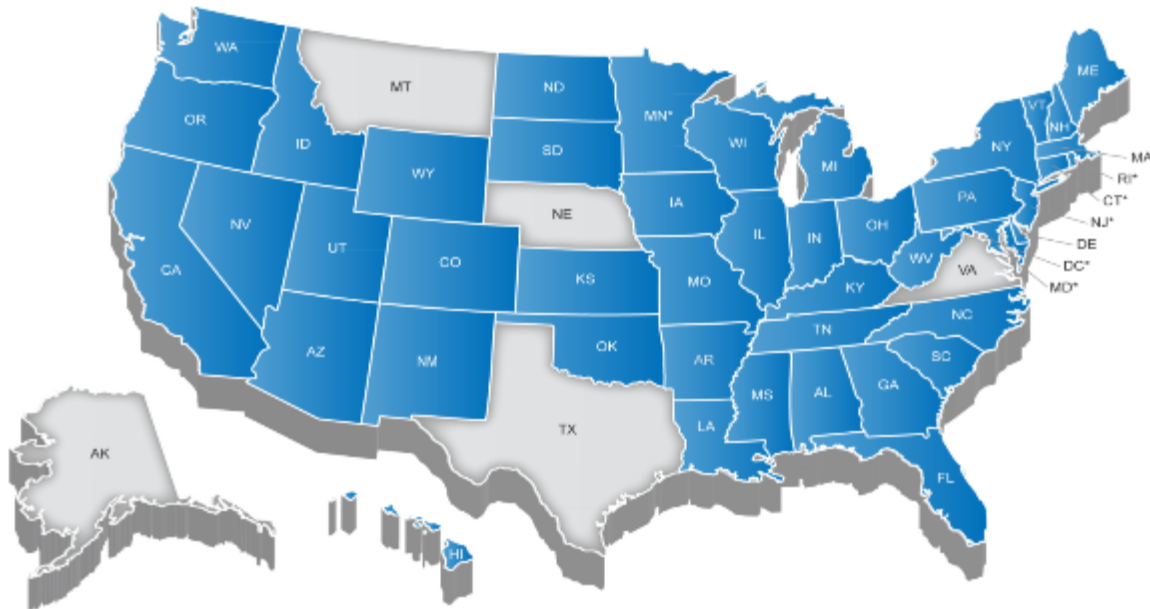 WA
MT
ND
MN*
ME
VT
NH
OR
ID
SD
WI
NY
MA
MI
RI*
WY
CT*
PA
IA
NE
NJ*
NV
IL
IN
OH
DE
UT
CO
WV
VA
DC*
CA
KS
MO
KY
MD*
NC
TN
AZ
NM
OK
AR
SC
MS
AL
GA
LA
TX
AK
FL
HI